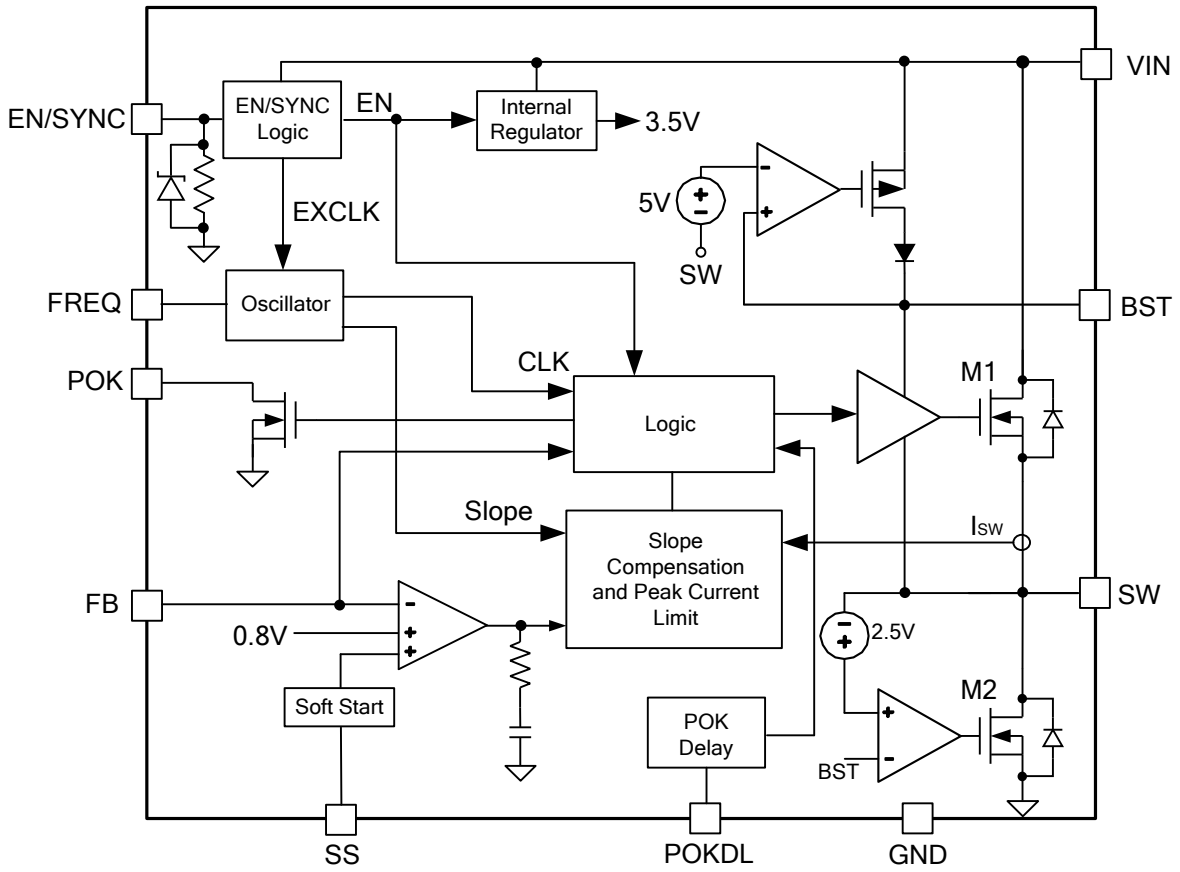 VIN
EN/SYNC
EN/SYNC
Logic
EN
Internal
Regulator
3.5V
5V
+
−
-
+
SW
EXCLK
FREQ
Oscillator
BST
POK
CLK
M1
Logic
Slope
Slope
Compensation
and Peak Current
Limit
ISW
FB
-
0.8V
+
+
SW
−
+
2.5V
Soft Start
POK
Delay
M2
+
-
BST
SS
POKDL
GND